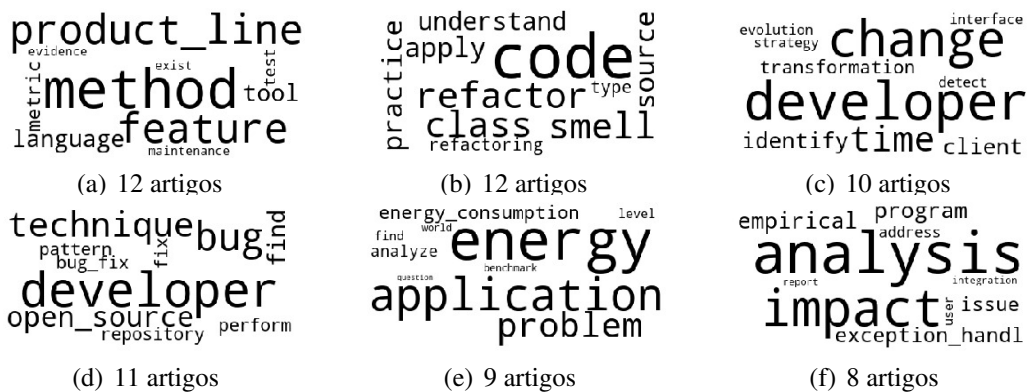 product_line
evidence
exist
test
metric
method
tool
feature
language
maintenance
(a) 12 artigos
understand
practice
apply
code
source
refactor
type
class
smell
refactoring
(b) 12 artigos
interface
evolution
change
strategy
transformation
detect
developer
identify
time
client
(c) 10 artigos
technique
bug
find
pattern
fix
bug_fix
developer
open_source
perform
repository
(d) 11 artigos
energy_consumption
level
world
find
energy
analyze
benchmark
question
application
problem
(e) 9 artigos
program
empirical
address
analysis
report
integration
impact
user
issue
exception_handl
(f) 8 artigos